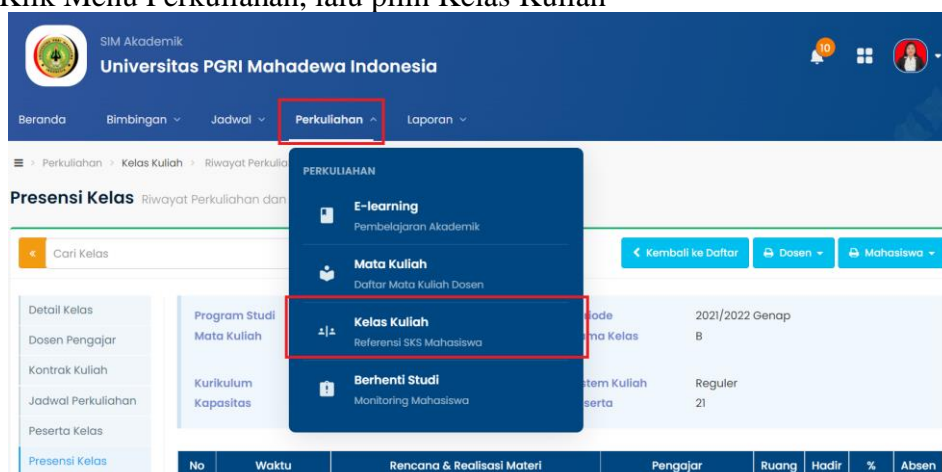 Klik Menu Perkuliahan, lalu pilih Kelas Kuliah
SIM Akademik
Universitas PGRI Mahadewa Indonesia
10
Beranda Bimbingan Jadwal Perkuliahan Laporan
Perkuliahan > Kelas Kuliah > Riwayat Perkulia
Presensi Kelas Riwayat Perkuliahan dan
PERKULIAHAN
E-learning
Pembelajaran Akademik
Mata Kuliah
Daftar Mata Kuliah Dosen
Kelas Kuliah
Referensi SKS Mahasiswa
Berhenti Studi
Monitoring Mahasiswa
Cari Kelas
Kembali ke Daftar Dosen Mahasiswa
Detail Kelas
Dosen Pengajar
Kontrak Kuliah
Jadwal Perkuliahan
Peserta Kelas
Presensi Kelas
Program Studi iode 2021/2022 Genap
Mata Kuliah ma Kelas B
Kurikulum tem Kuliah Reguler
Kapasitas serta 21
No Waktu Rencana & Realisasi Materi Pengajar Ruang Hadir % Absen